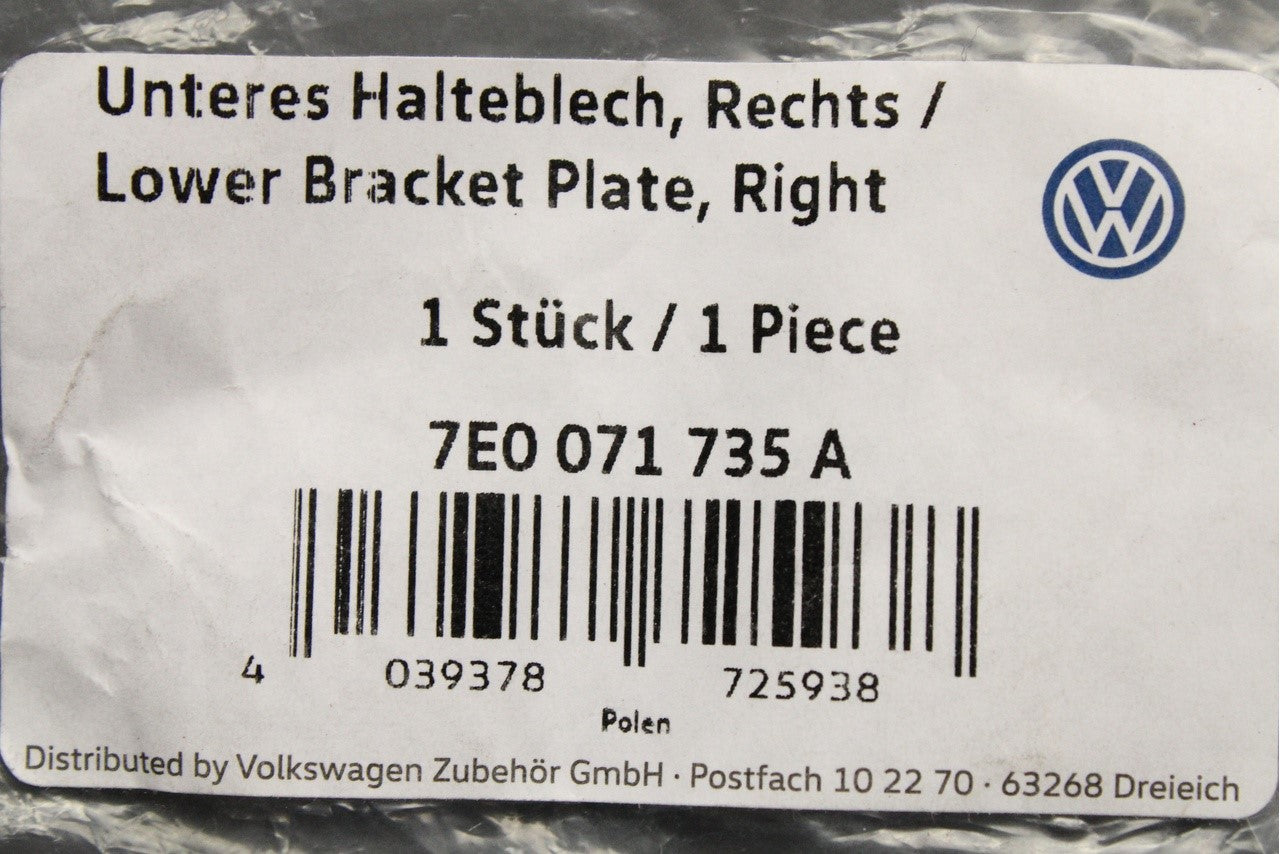 Unteres Halteblech, Rechts /
Lower Bracket Plate, Right
VW
1 Stück / 1 Piece
7E0 071 735 A
4 039378 725938
Polen
Distributed by Volkswagen Zubehör GmbH · Postfach 10 22 70 · 63268 Dreieich